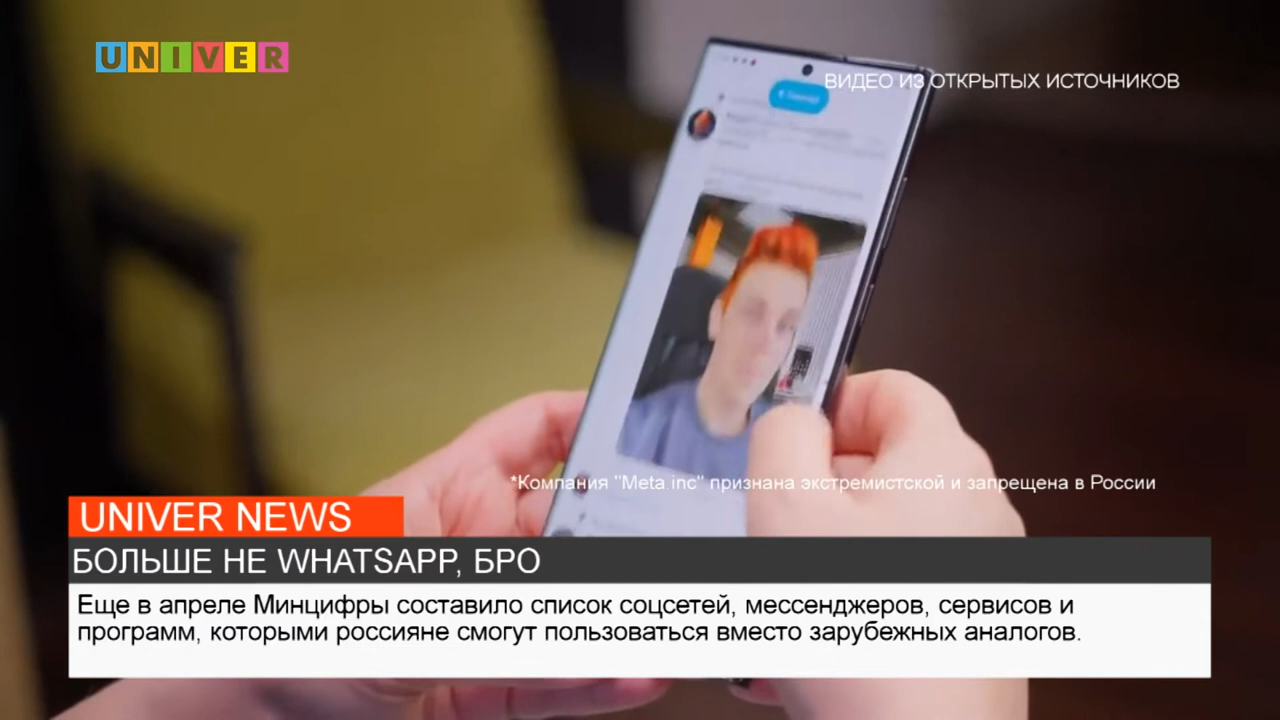 UNIVER
ВИДЕО ИЗ ОТКРЫТЫХ ИСТОЧНИКОВ
*Компания "Meta.inc" признана экстремистской и запрещена в России
UNIVER NEWS
БОЛЬШЕ НЕ WHATSAPP, БРО
Еще в апреле Минцифры составило список соцсетей, мессенджеров, сервисов и
программ, которыми россияне смогут пользоваться вместо зарубежных аналогов.